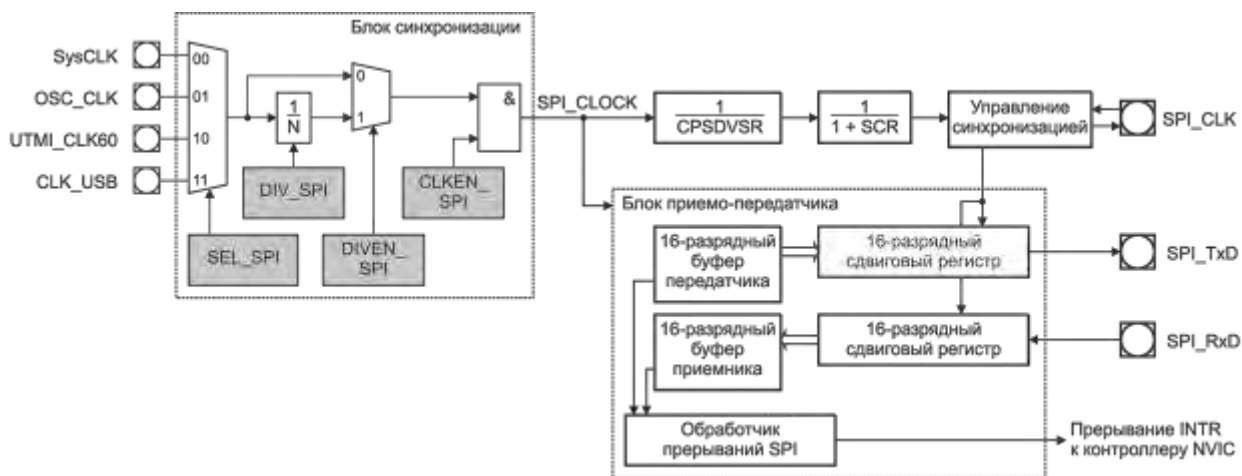 Блок синхронизации
SysCLK
OSC_CLK
UTMI_CLK60
CLK_USB
00
01
10
11
1
N
0
1
&
DIV_SPI
CLKEN_
SPI
SEL_SPI
DIVEN_
SPI
SPI_CLOCK
1
CPSDVSR
1
1 + SCR
Управление
синхронизацией
SPI_CLK
Блок приемо-передатчика
16-разрядный
буфер
передатчика
16-разрядный
сдвиговый регистр
SPI_TxD
16-разрядный
буфер
приемника
16-разрядный
сдвиговый регистр
SPI_RxD
Обработчик
прерываний SPI
Прерывание INTR
к контроллеру NVIC